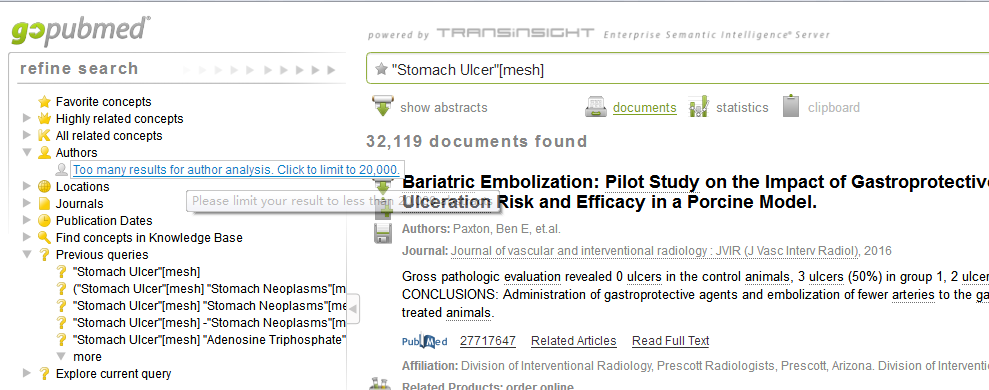 gopubmed
powered by TRANSINSIGHT Enterprise Semantic Intelligence® Server
refine search
"Stomach Ulcer"[mesh]
show abstracts
documents
statistics
clipboard
32,119 documents found
Favorite concepts
Highly related concepts
All related concepts
Authors
Too many results for author analysis. Click to limit to 20,000.
Locations
Please limit your result to less than
Journals
Publication Dates
Find concepts in Knowledge Base
Previous queries
"Stomach Ulcer"[mesh]
("Stomach Ulcer"[mesh] "Stomach Neoplasms"[m
"Stomach Ulcer"[mesh] "Stomach Neoplasms"[me
"Stomach Ulcer"[mesh] -"Stomach Neoplasms"[m
"Stomach Ulcer"[mesh] "Adenosine Triphosphate"
more
Explore current query
Bariatric Embolization: Pilot Study on the Impact of Gastroprotective
Ulceration Risk and Efficacy in a Porcine Model.
Authors: Paxton, Ben E, et.al.
Journal: Journal of vascular and interventional radiology : JVIR (J Vasc Interv Radiol), 2016
Gross pathologic evaluation revealed 0 ulcers in the control animals, 3 ulcers (50%) in group 1, 2 ulcer
CONCLUSIONS: Administration of gastroprotective agents and embolization of fewer arteries to the ga
treated animals.
PubMed 27717647 Related Articles Read Full Text
Affiliation: Division of Interventional Radiology, Prescott Radiologists, Prescott, Arizona. Division of Intervent
Related Products: order online